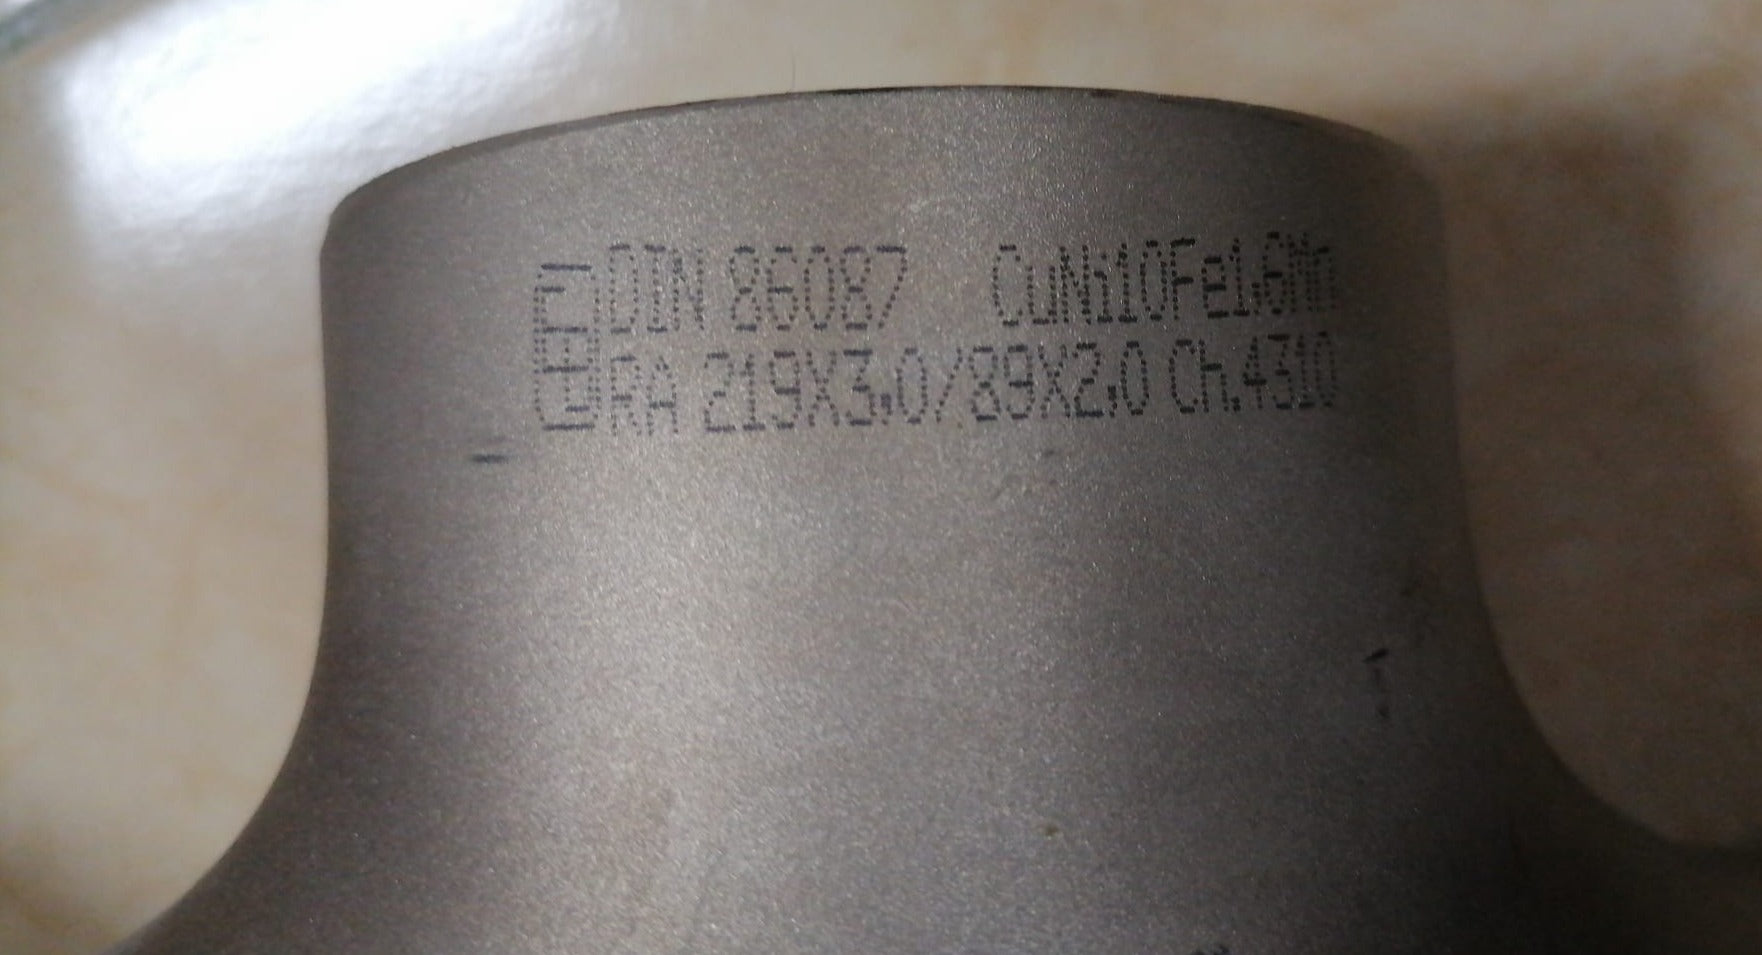 DIN 86087 CuNi10Fe1.6Mn
RA 219X3.0/89X2.0 Ch.4310